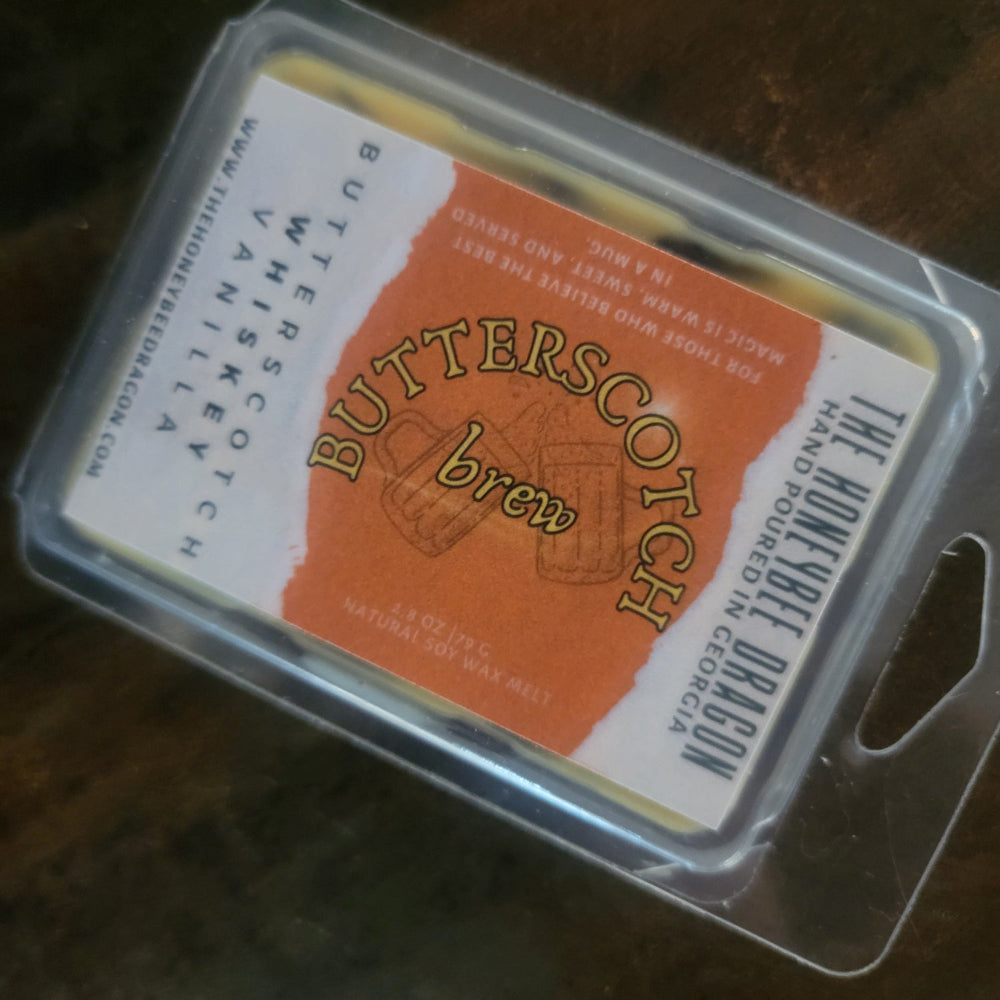 THE HONEYBEE DRAGON
HAND POURED IN GEORGIA
FOR THOSE WHO BELIEVE THE BEST
MAGIC IS WARM, SWEET, AND SERVED
IN A MUG.
BUTTERSCOTCH
brew
2.8 OZ | 79 G
NATURAL SOY WAX MELT
BUTTERSCOTCH
WHISKEY
VANILLA
WWW.THEHONEYBEEDRAGON.COM